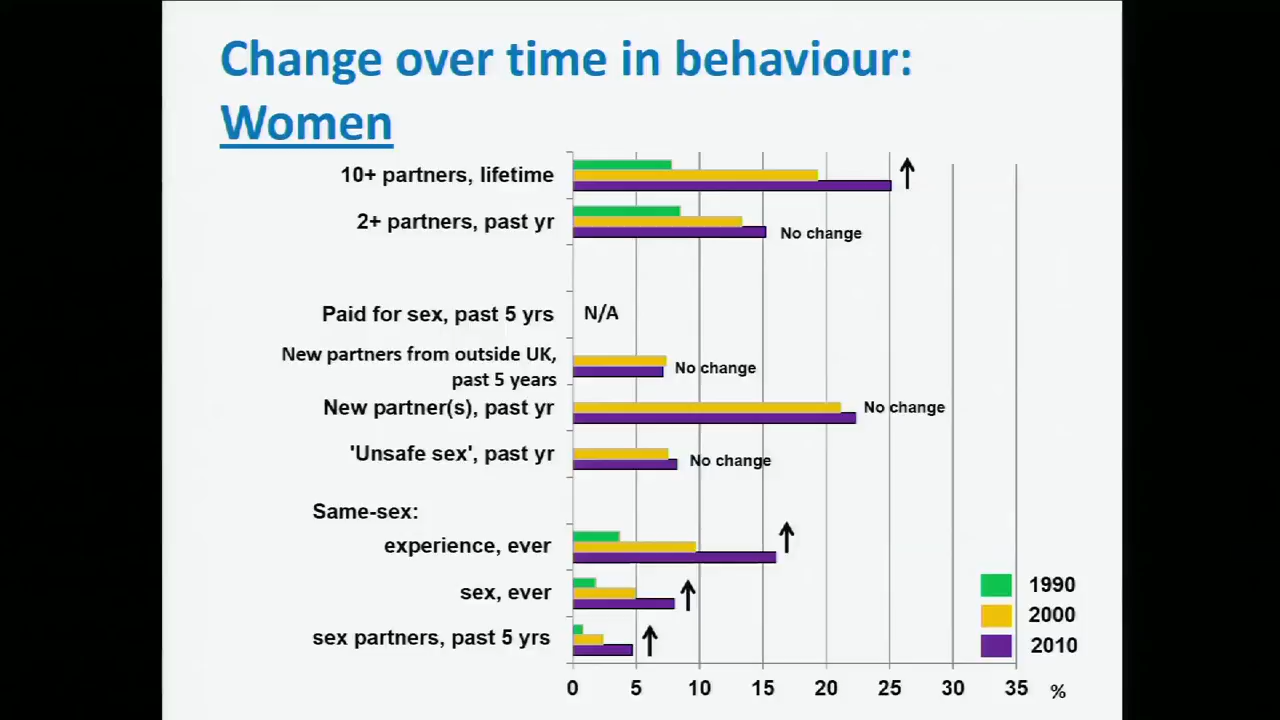 Change over time in behaviour:
Women
10+ partners, lifetime
2+ partners, past yr
No change
Paid for sex, past 5 yrs
N/A
New partners from outside UK,
past 5 years
No change
New partner(s), past yr
No change
'Unsafe sex', past yr
No change
Same-sex:
experience, ever
sex, ever
sex partners, past 5 yrs
1990
2000
2010
0 5 10 15 20 25 30 35 %